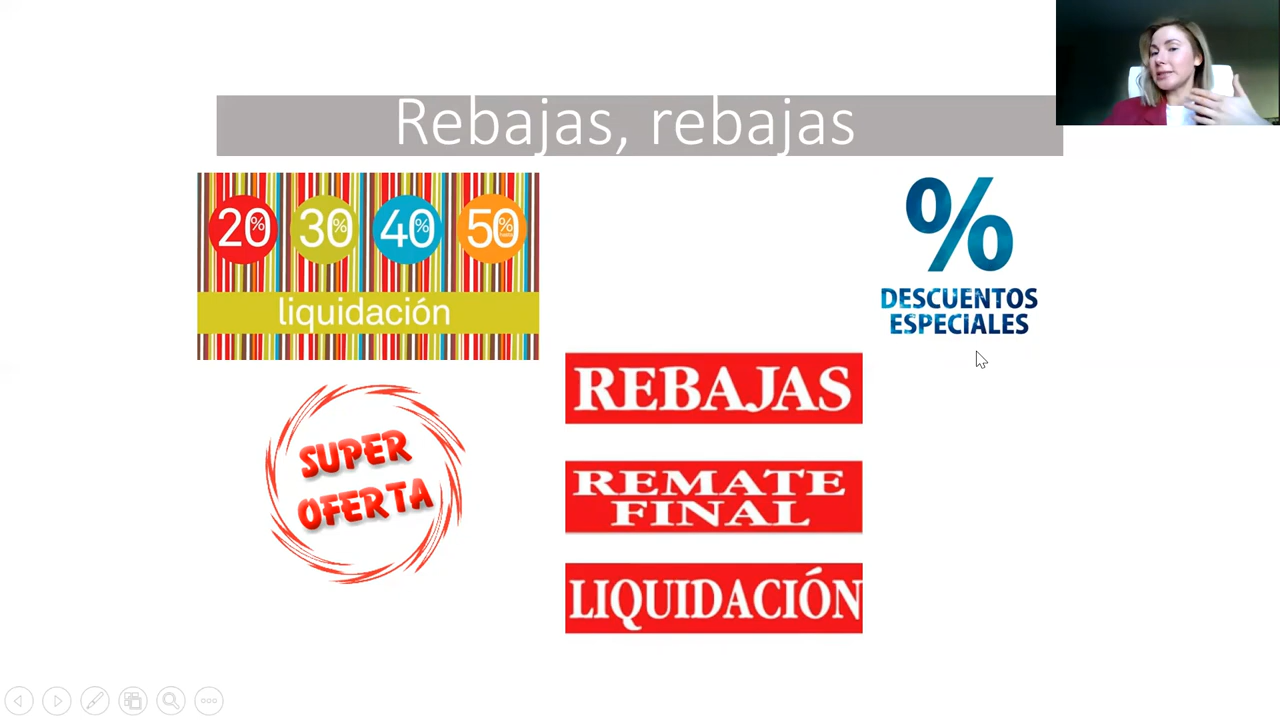 Rebajas, rebajas
20% 30% 40% 50%
liquidación
%
DESCUENTOS
ESPECIALES
REBAJAS
SUPER
OFERTA
REMATE
FINAL
LIQUIDACIÓN